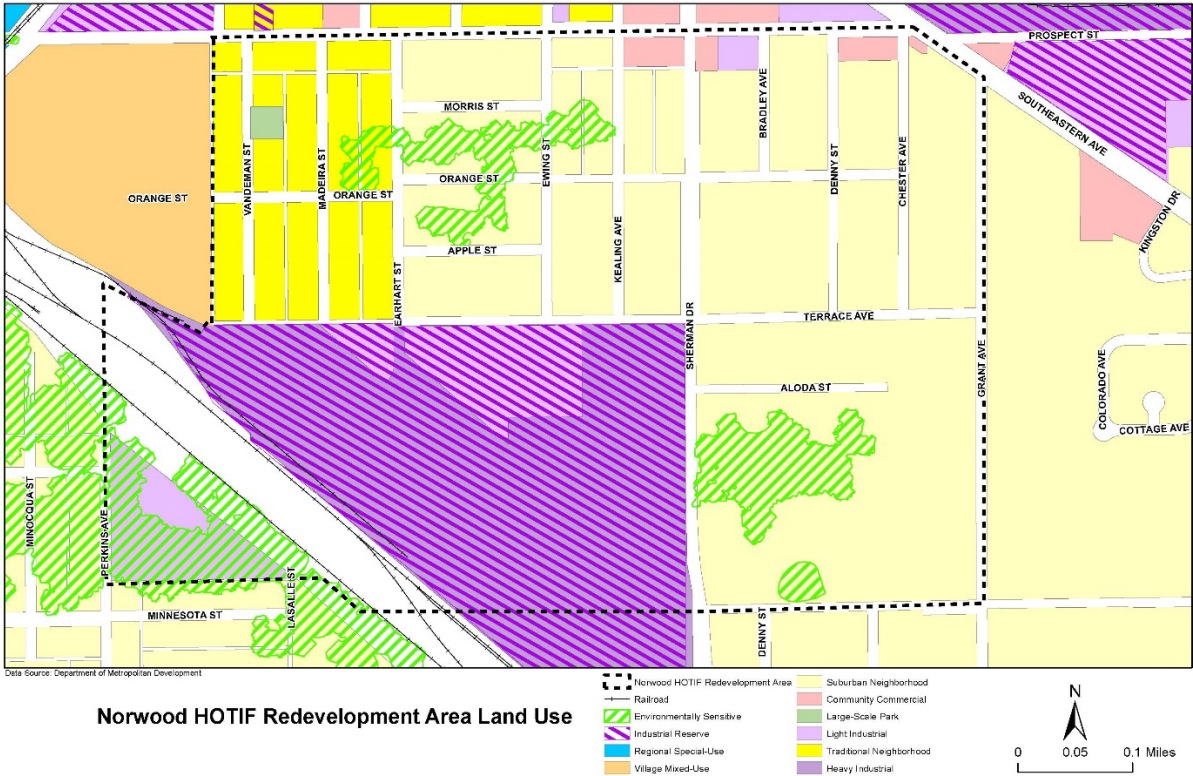 PROSPECT ST
MORRIS ST
BRADLEY AVE
SOUTHEASTERN AVE
VANDEMAN ST
MADEIRA ST
EWING ST
ORANGE ST
ORANGE ST
ORANGE ST
DENNY ST
CHESTER AVE
KINGSTON DR
APPLE ST
KEALING AVE
EARHART ST
SHERMAN DR
TERRACE AVE
GRANT AVE
COLORADO AVE
ALODA ST
COTTAGE AVE
MINOCQUA ST
PERKINS AVE
LASALLE ST
MINNESOTA ST
DENNY ST
Data Source: Department of Metropolitan Development
Norwood HOTIF Redevelopment Area Land Use
Norwood HOTIF Redevelopment Area
Railroad
Environmentally Sensitive
Industrial Reserve
Regional Special-Use
Village Mixed-Use
Suburban Neighborhood
Community Commercial
Large-Scale Park
Light Industrial
Traditional Neighborhood
Heavy Industrial
N
0 0.05 0.1 Miles